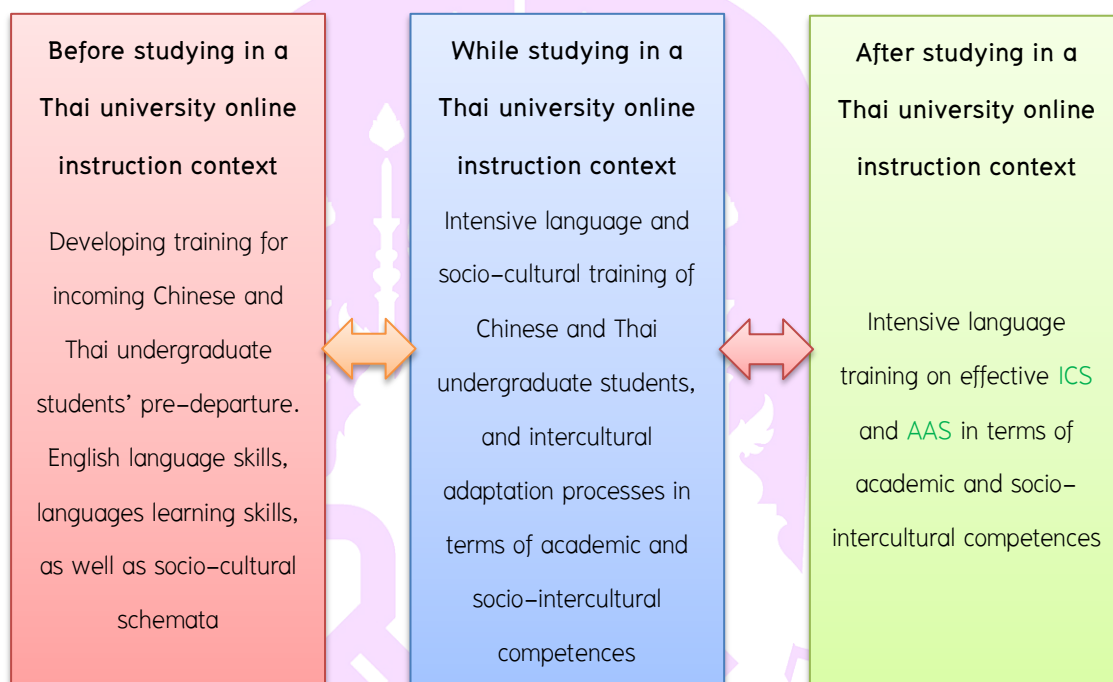 Before studying in a
Thai university online
instruction context
Developing training for
incoming Chinese and
Thai undergraduate
students’ pre-departure.
English language skills,
languages learning skills,
as well as socio-cultural
schemata
While studying in a
Thai university online
instruction context
Intensive language and
socio-cultural training of
Chinese and Thai
undergraduate students,
and intercultural
adaptation processes in
terms of academic and
socio-intercultural
competences
After studying in a
Thai university online
instruction context
Intensive language
training on effective ICS
and AAS in terms of
academic and socio-
intercultural competences